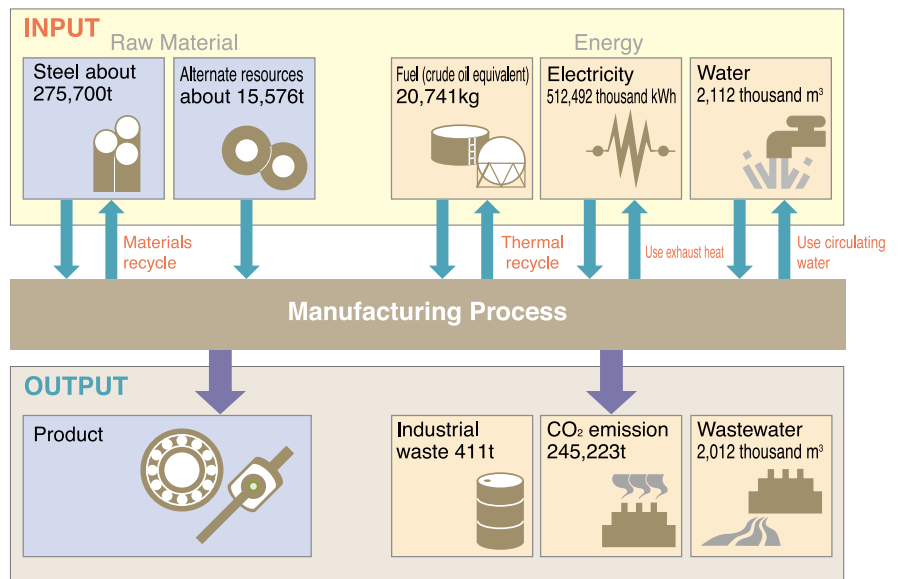 INPUT
Raw Material
Energy
Steel about
275,700t
Alternate resources
about 15,576t
Fuel (crude oil equivalent)
20,741kg
Electricity
512,492 thousand kWh
Water
2,112 thousand m³
Materials
recycle
Thermal
recycle
Use exhaust heat
Use circulating
water
Manufacturing Process
OUTPUT
Product
Industrial
waste 411t
CO₂ emission
245,223t
Wastewater
2,012 thousand m³